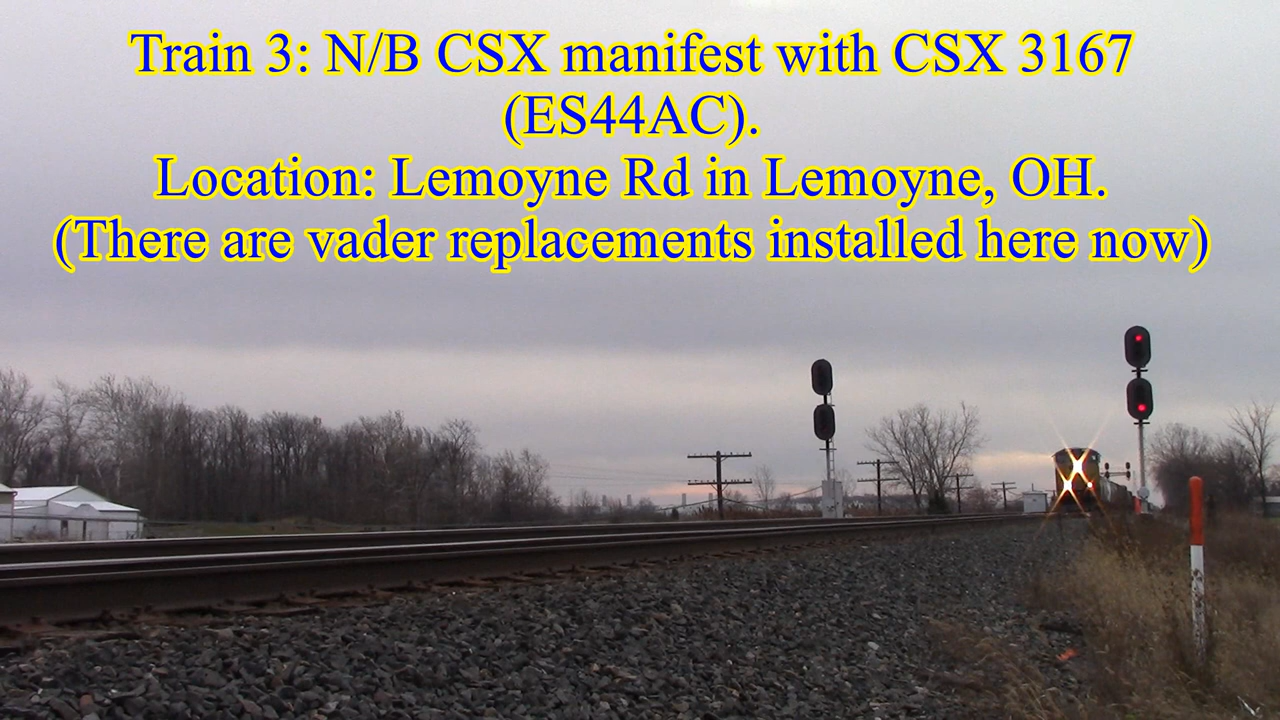 Train 3: N/B CSX manifest with CSX 3167
(ES44AC).
Location: Lemoyne Rd in Lemoyne, OH.
(There are vader replacements installed here now)